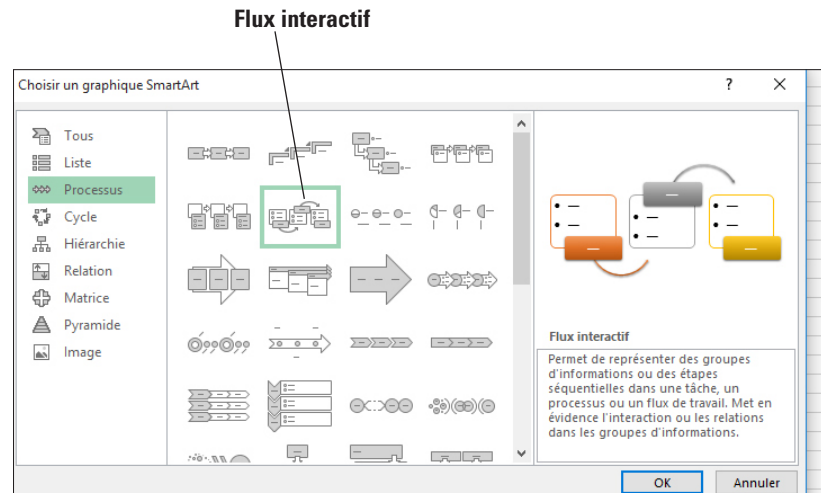 Flux interactif
Choisir un graphique SmartArt
?
Tous
Liste
Processus
Cycle
Hiérarchie
Relation
Matrice
Pyramide
Image
Flux interactif
Permet de représenter des groupes
d'informations ou des étapes
séquentielles dans une tâche, un
processus ou un flux de travail. Met en
évidence l'interaction ou les relations
dans les groupes d'informations.
OK
Annuler